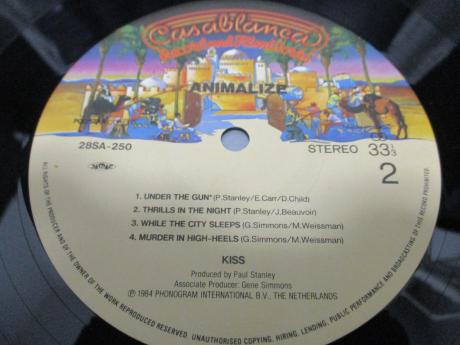 Casablanca
Record and FilmWorks
ANIMALIZE
28SA-250
STEREO 33 1/3
2
1. UNDER THE GUN* (P.Stanley/E.Carr/D.Child)
2. THRILLS IN THE NIGHT (P.Stanley/J.Beauvoir)
3. WHILE THE CITY SLEEPS (G.Simmons/M.Weissman)
4. MURDER IN HIGH-HEELS (G.Simmons/M.Weissman)
KISS
Produced by Paul Stanley
Associate Producer: Gene Simmons
℗ 1984 PHONOGRAM INTERNATIONAL B.V., THE NETHERLANDS
ALL RIGHTS OF THE PRODUCER AND OF THE OWNER OF THE WORK REPRODUCED RESERVED. UNAUTHORISED COPYING, HIRING, LENDING, PUBLIC PERFORMANCE AND BROADCASTING OF THIS RECORD PROHIBITED.